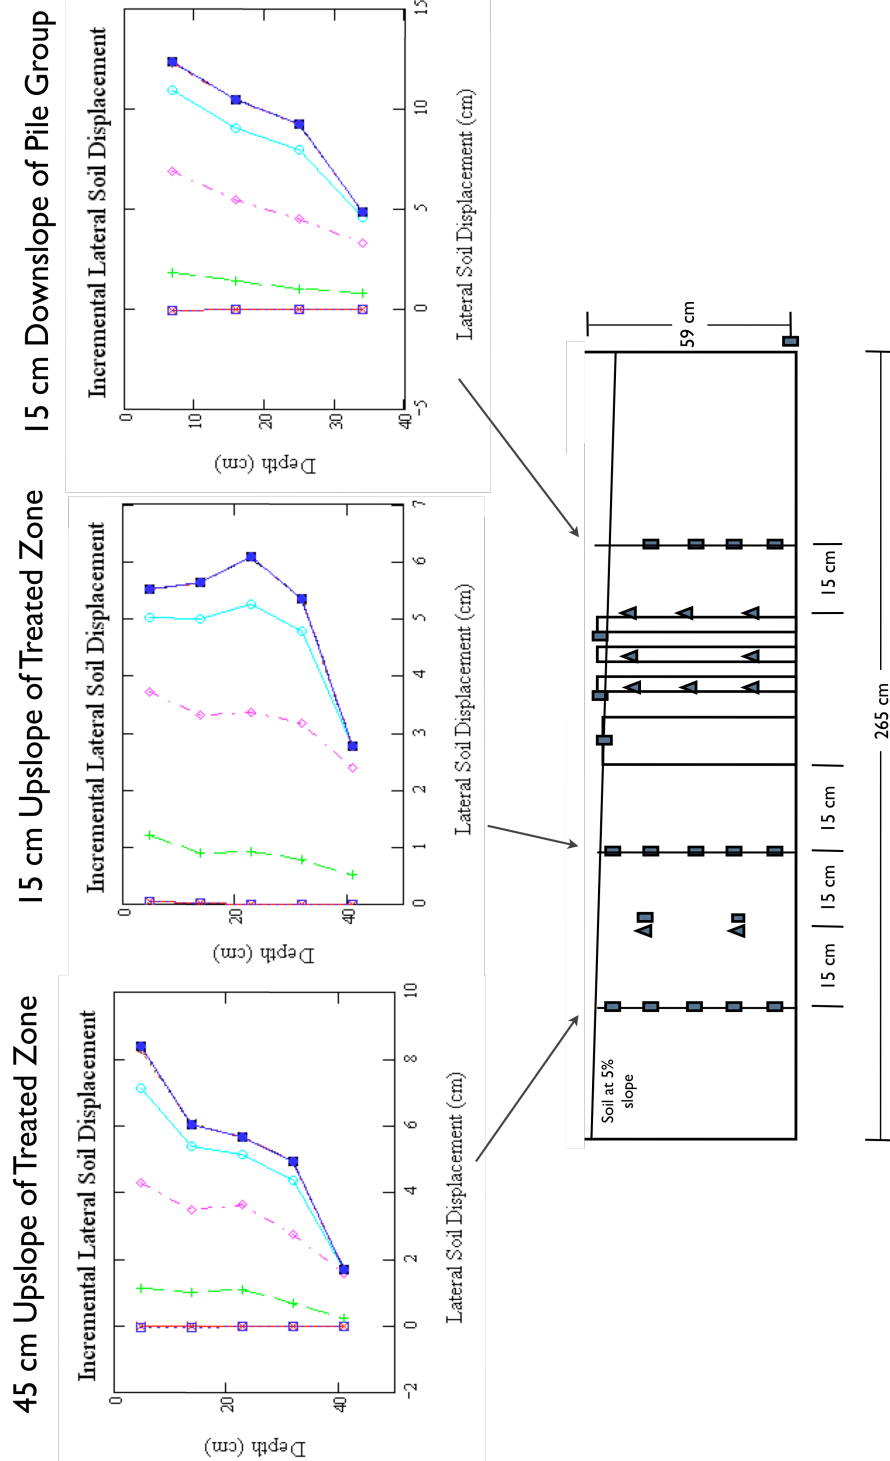 45 cm Upslope of Treated Zone
15 cm Upslope of Treated Zone
15 cm Downslope of Pile Group
Incremental Lateral Soil Displacement
0
20
40
Depth (cm)
-2
0
2
4
6
8
10
Lateral Soil Displacement (cm)
Incremental Lateral Soil Displacement
0
20
40
Depth (cm)
0
1
2
3
4
5
6
7
Lateral Soil Displacement (cm)
Incremental Lateral Soil Displacement
0
10
20
30
40
Depth (cm)
-5
0
5
10
15
Lateral Soil Displacement (cm)
Soil at 5%
slope
59 cm
15 cm
15 cm
15 cm
15 cm
265 cm